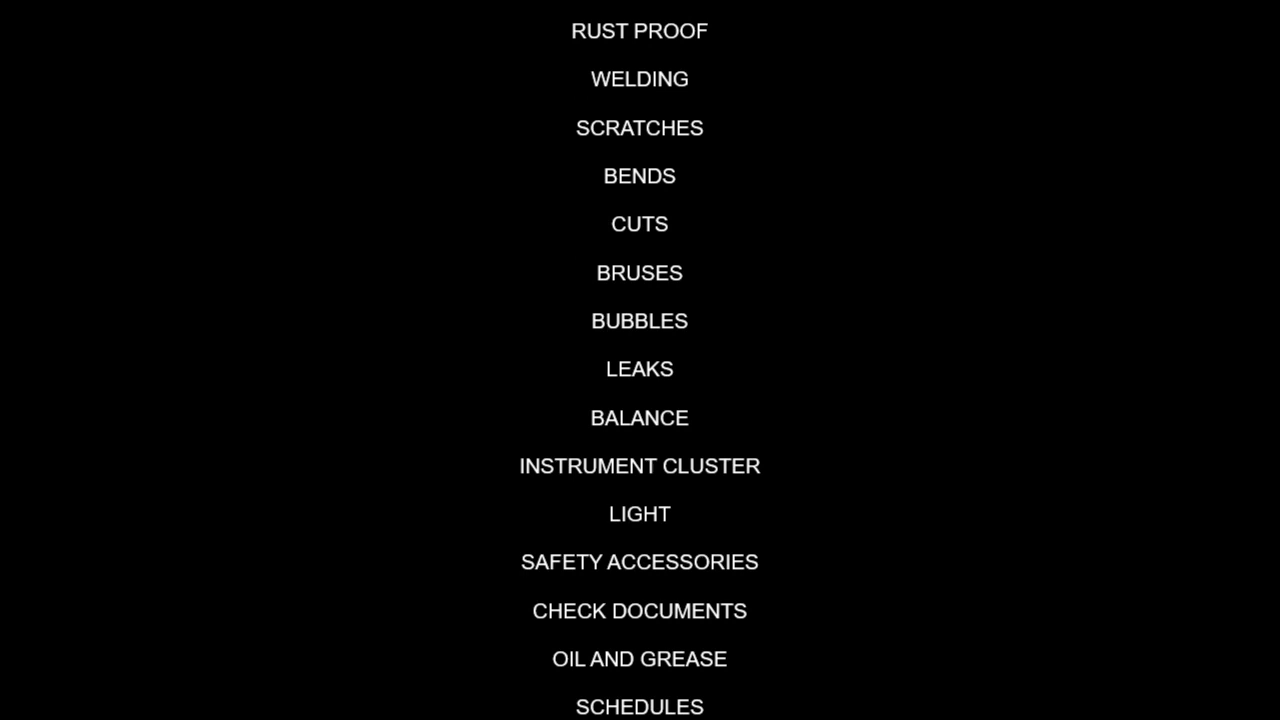 RUST PROOF
WELDING
SCRATCHES
BENDS
CUTS
BRUSES
BUBBLES
LEAKS
BALANCE
INSTRUMENT CLUSTER
LIGHT
SAFETY ACCESSORIES
CHECK DOCUMENTS
OIL AND GREASE
SCHEDULES